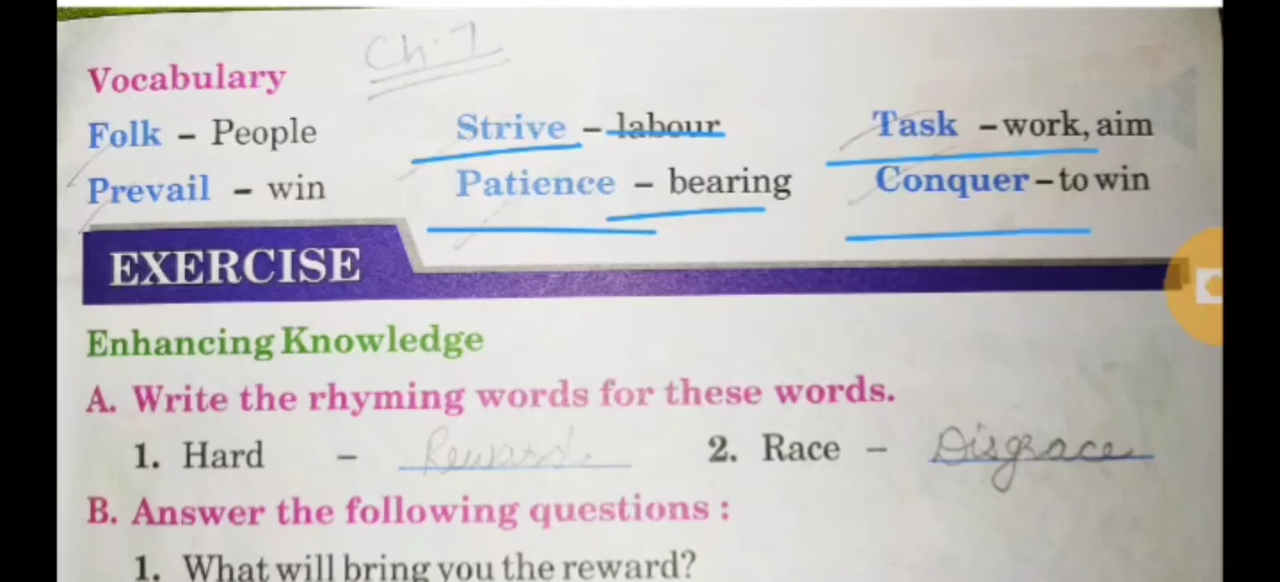 Ch.1
Vocabulary
Folk – People Strive – labour Task – work, aim
Prevail – win Patience – bearing Conquer – to win
EXERCISE
Enhancing Knowledge
A. Write the rhyming words for these words.
1. Hard – Reward 2. Race – Disgrace
B. Answer the following questions :
1. What will bring you the reward?